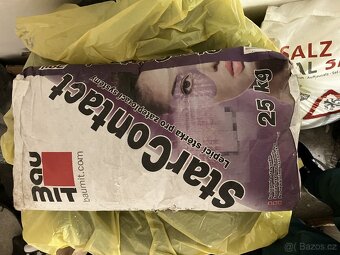 StarContact
Lepicí stěrka pro zateplovací systémy
25 kg
bau
MIT
baumit.com
SALZ
SAL
© Bazos.cz